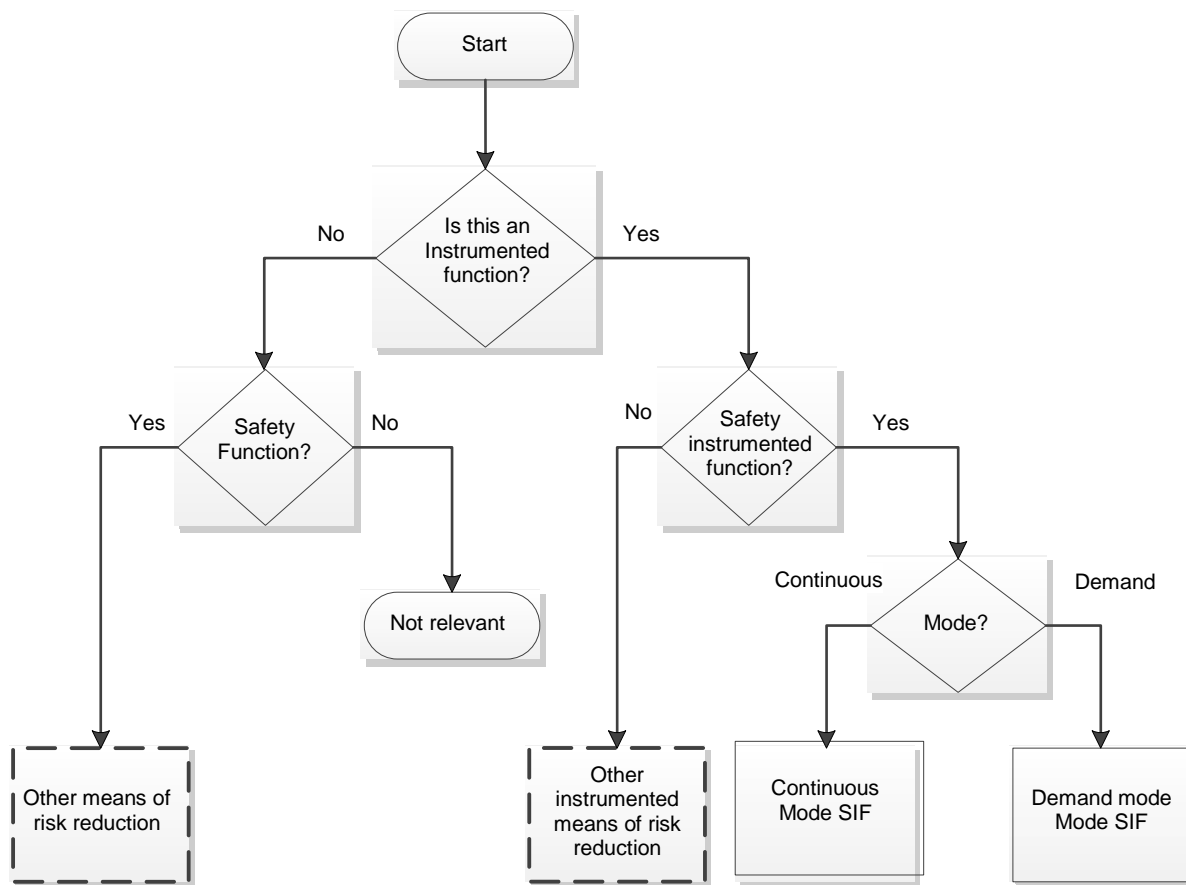 Start
Is this an
Instrumented
function?
No
Yes
Safety
Function?
Yes
No
Safety
instrumented
function?
No
Yes
Not relevant
Mode?
Continuous
Demand
Other means of
risk reduction
Other
instrumented
means of risk
reduction
Continuous
Mode SIF
Demand mode
Mode SIF